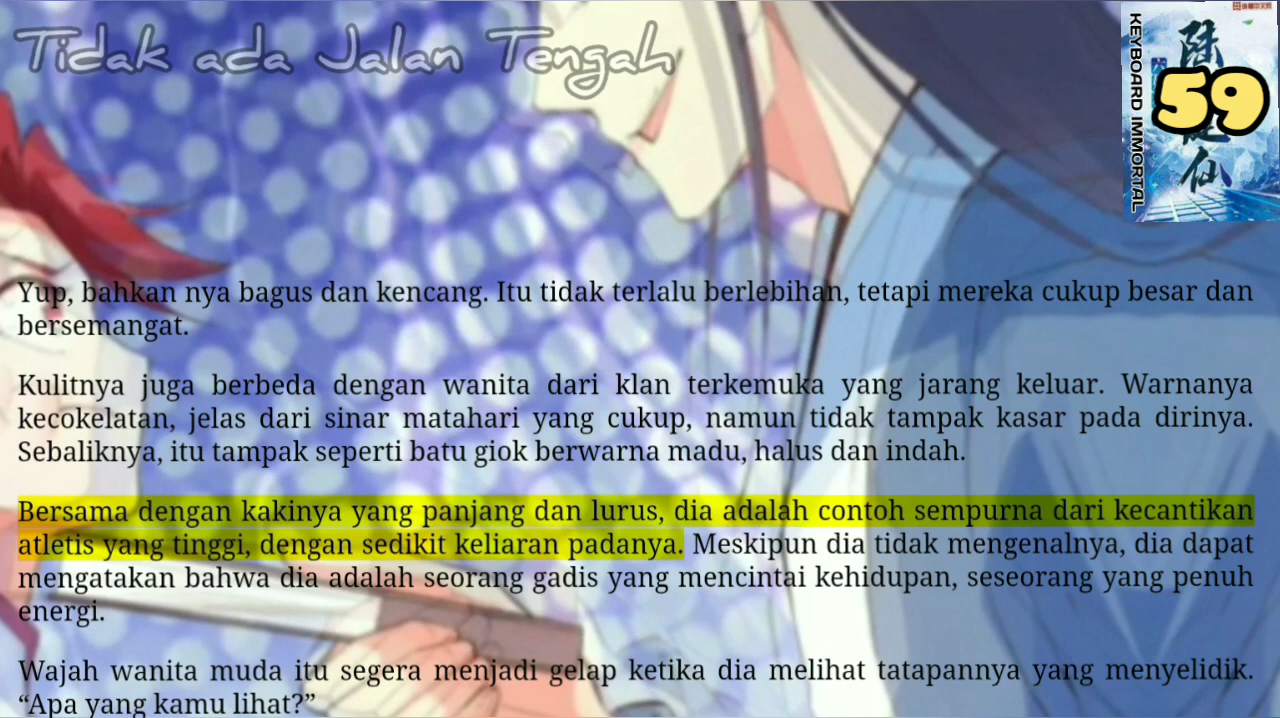 Tidak ada Jalan Tengah
KEYBOARD IMMORTAL
59
Yup, bahkan nya bagus dan kencang. Itu tidak terlalu berlebihan, tetapi mereka cukup besar dan
bersemangat.
Kulitnya juga berbeda dengan wanita dari klan terkemuka yang jarang keluar. Warnanya
kecokelatan, jelas dari sinar matahari yang cukup, namun tidak tampak kasar pada dirinya.
Sebaliknya, itu tampak seperti batu giok berwarna madu, halus dan indah.
Bersama dengan kakinya yang panjang dan lurus, dia adalah contoh sempurna dari kecantikan
atletis yang tinggi, dengan sedikit keliaran padanya. Meskipun dia tidak mengenalnya, dia dapat
mengatakan bahwa dia adalah seorang gadis yang mencintai kehidupan, seseorang yang penuh
energi.
Wajah wanita muda itu segera menjadi gelap ketika dia melihat tatapannya yang menyelidik.
“Apa yang kamu lihat?”